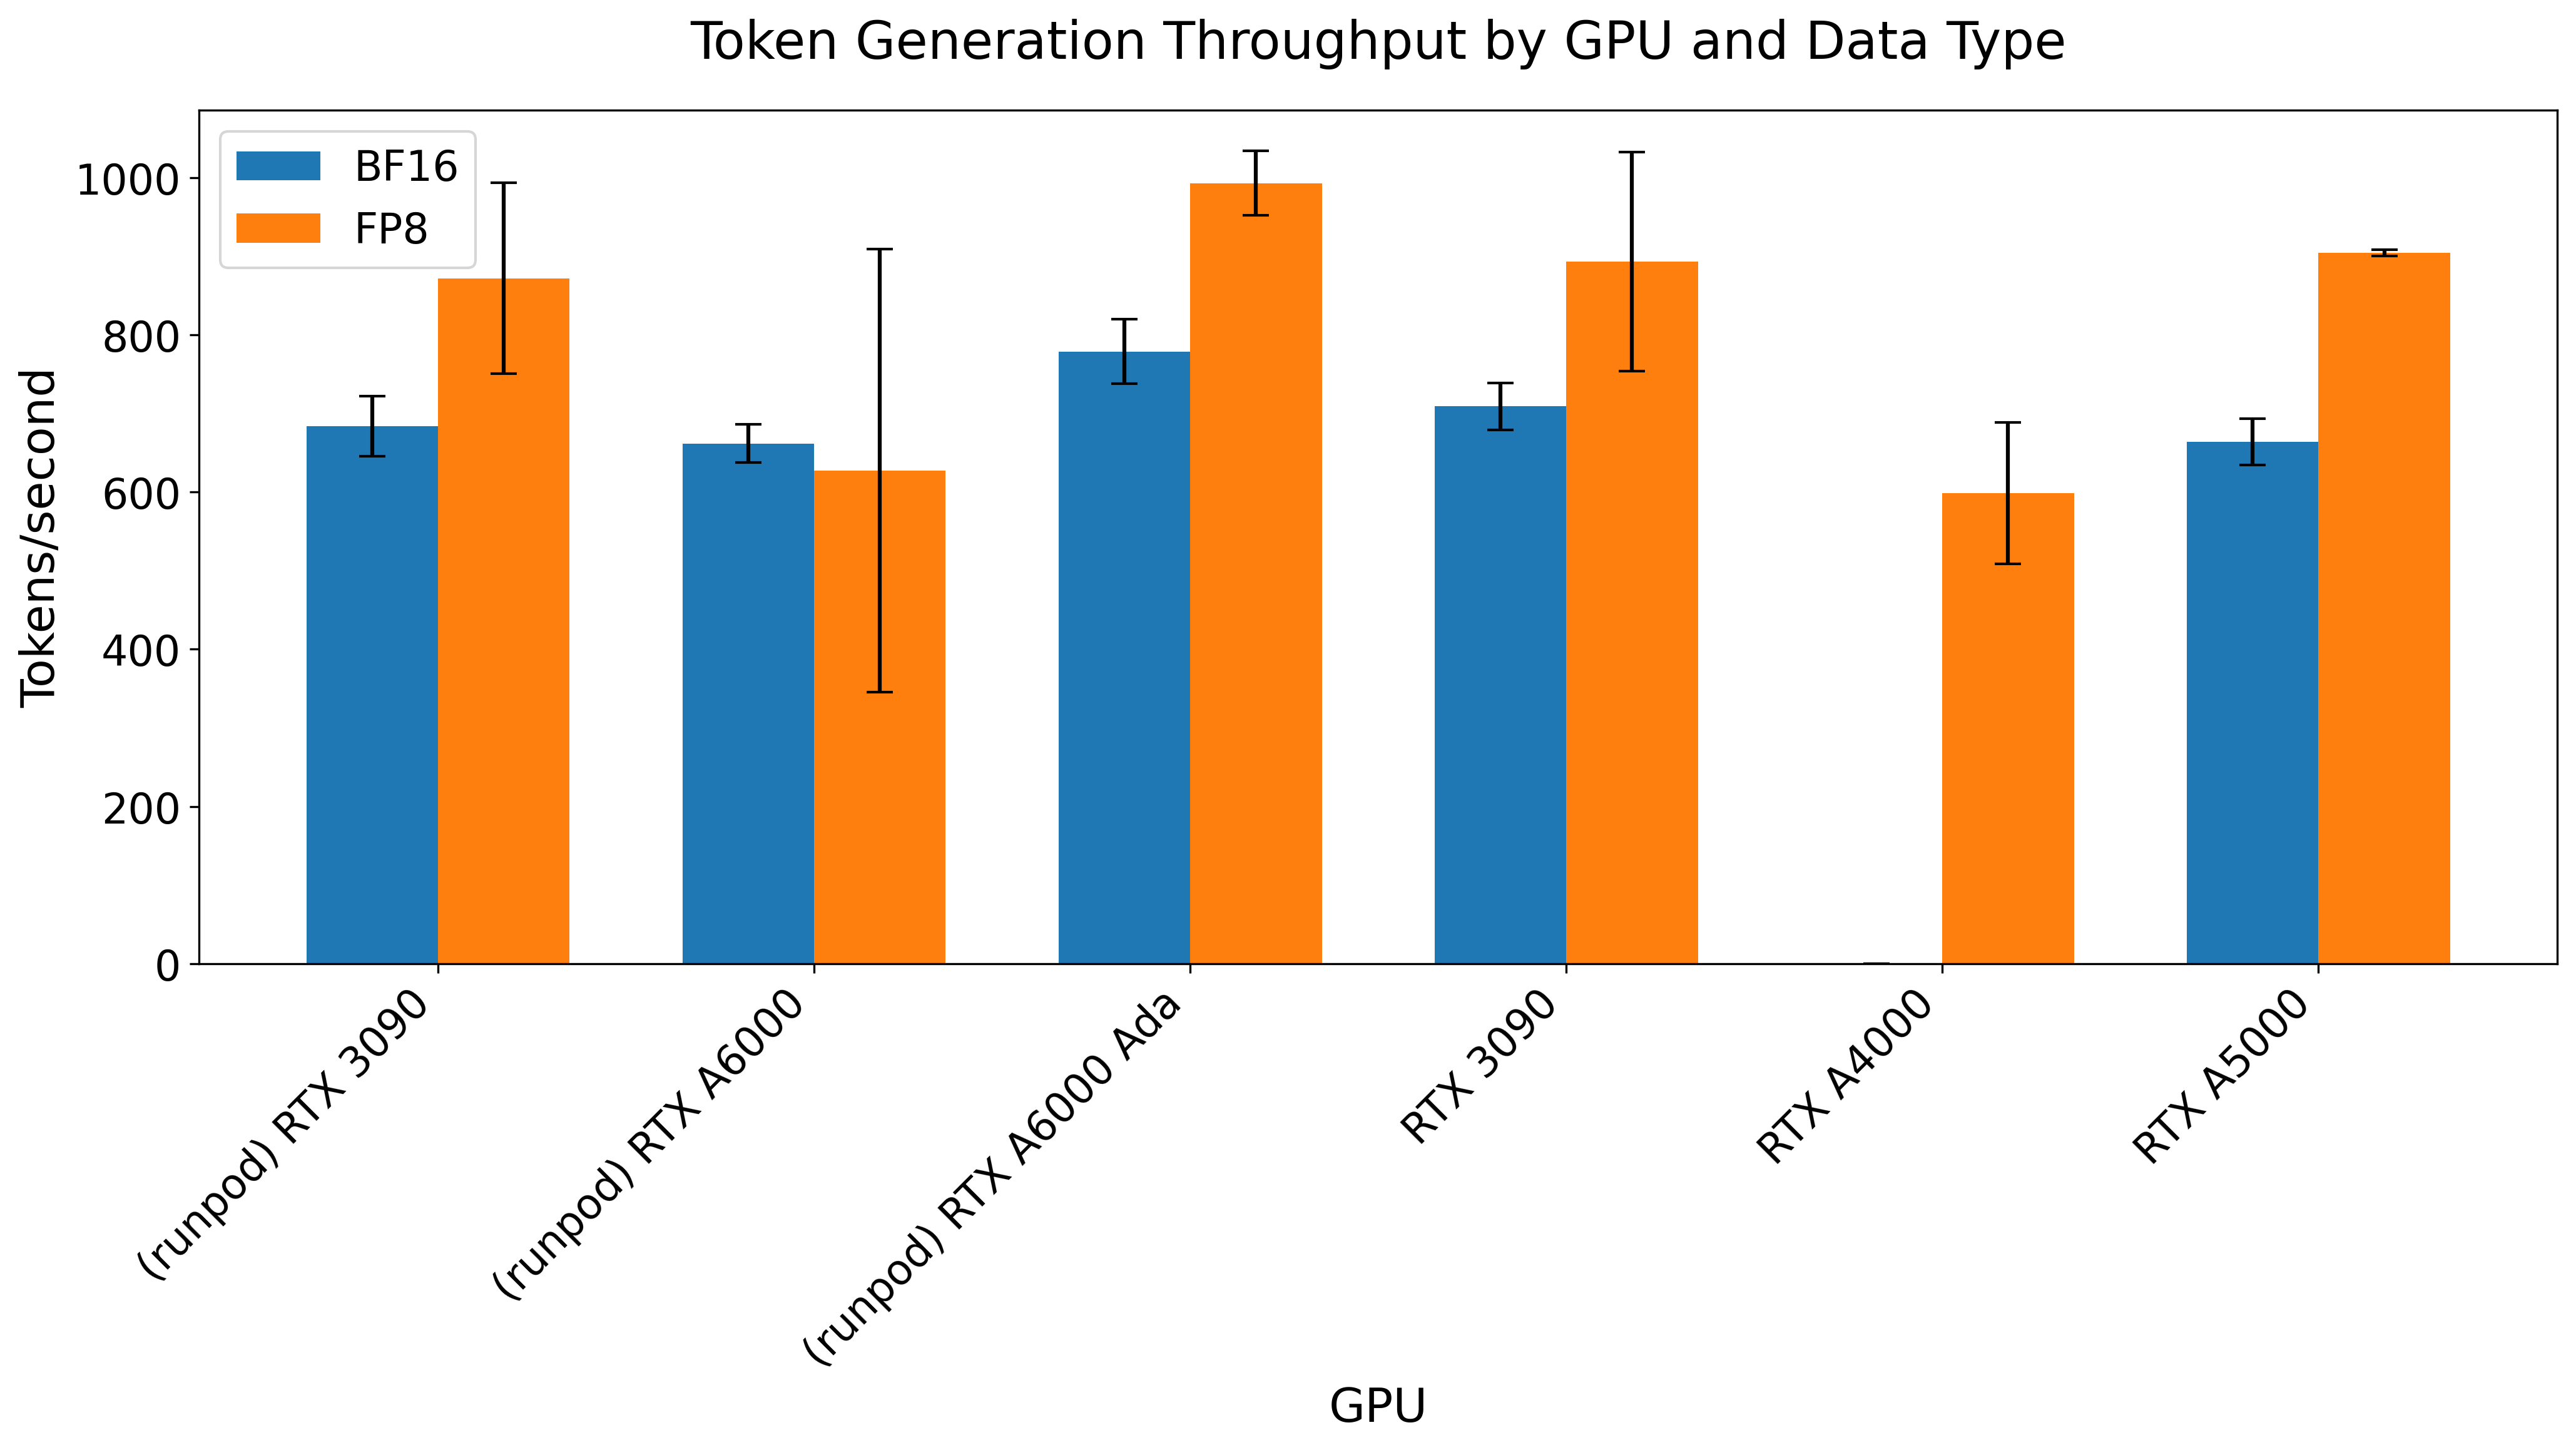 Token Generation Throughput by GPU and Data Type
BF16
FP8
Tokens/second
1000
800
600
400
200
0
(runpod) RTX 3090
(runpod) RTX A6000
(runpod) RTX A6000 Ada
RTX 3090
RTX A4000
RTX A5000
GPU